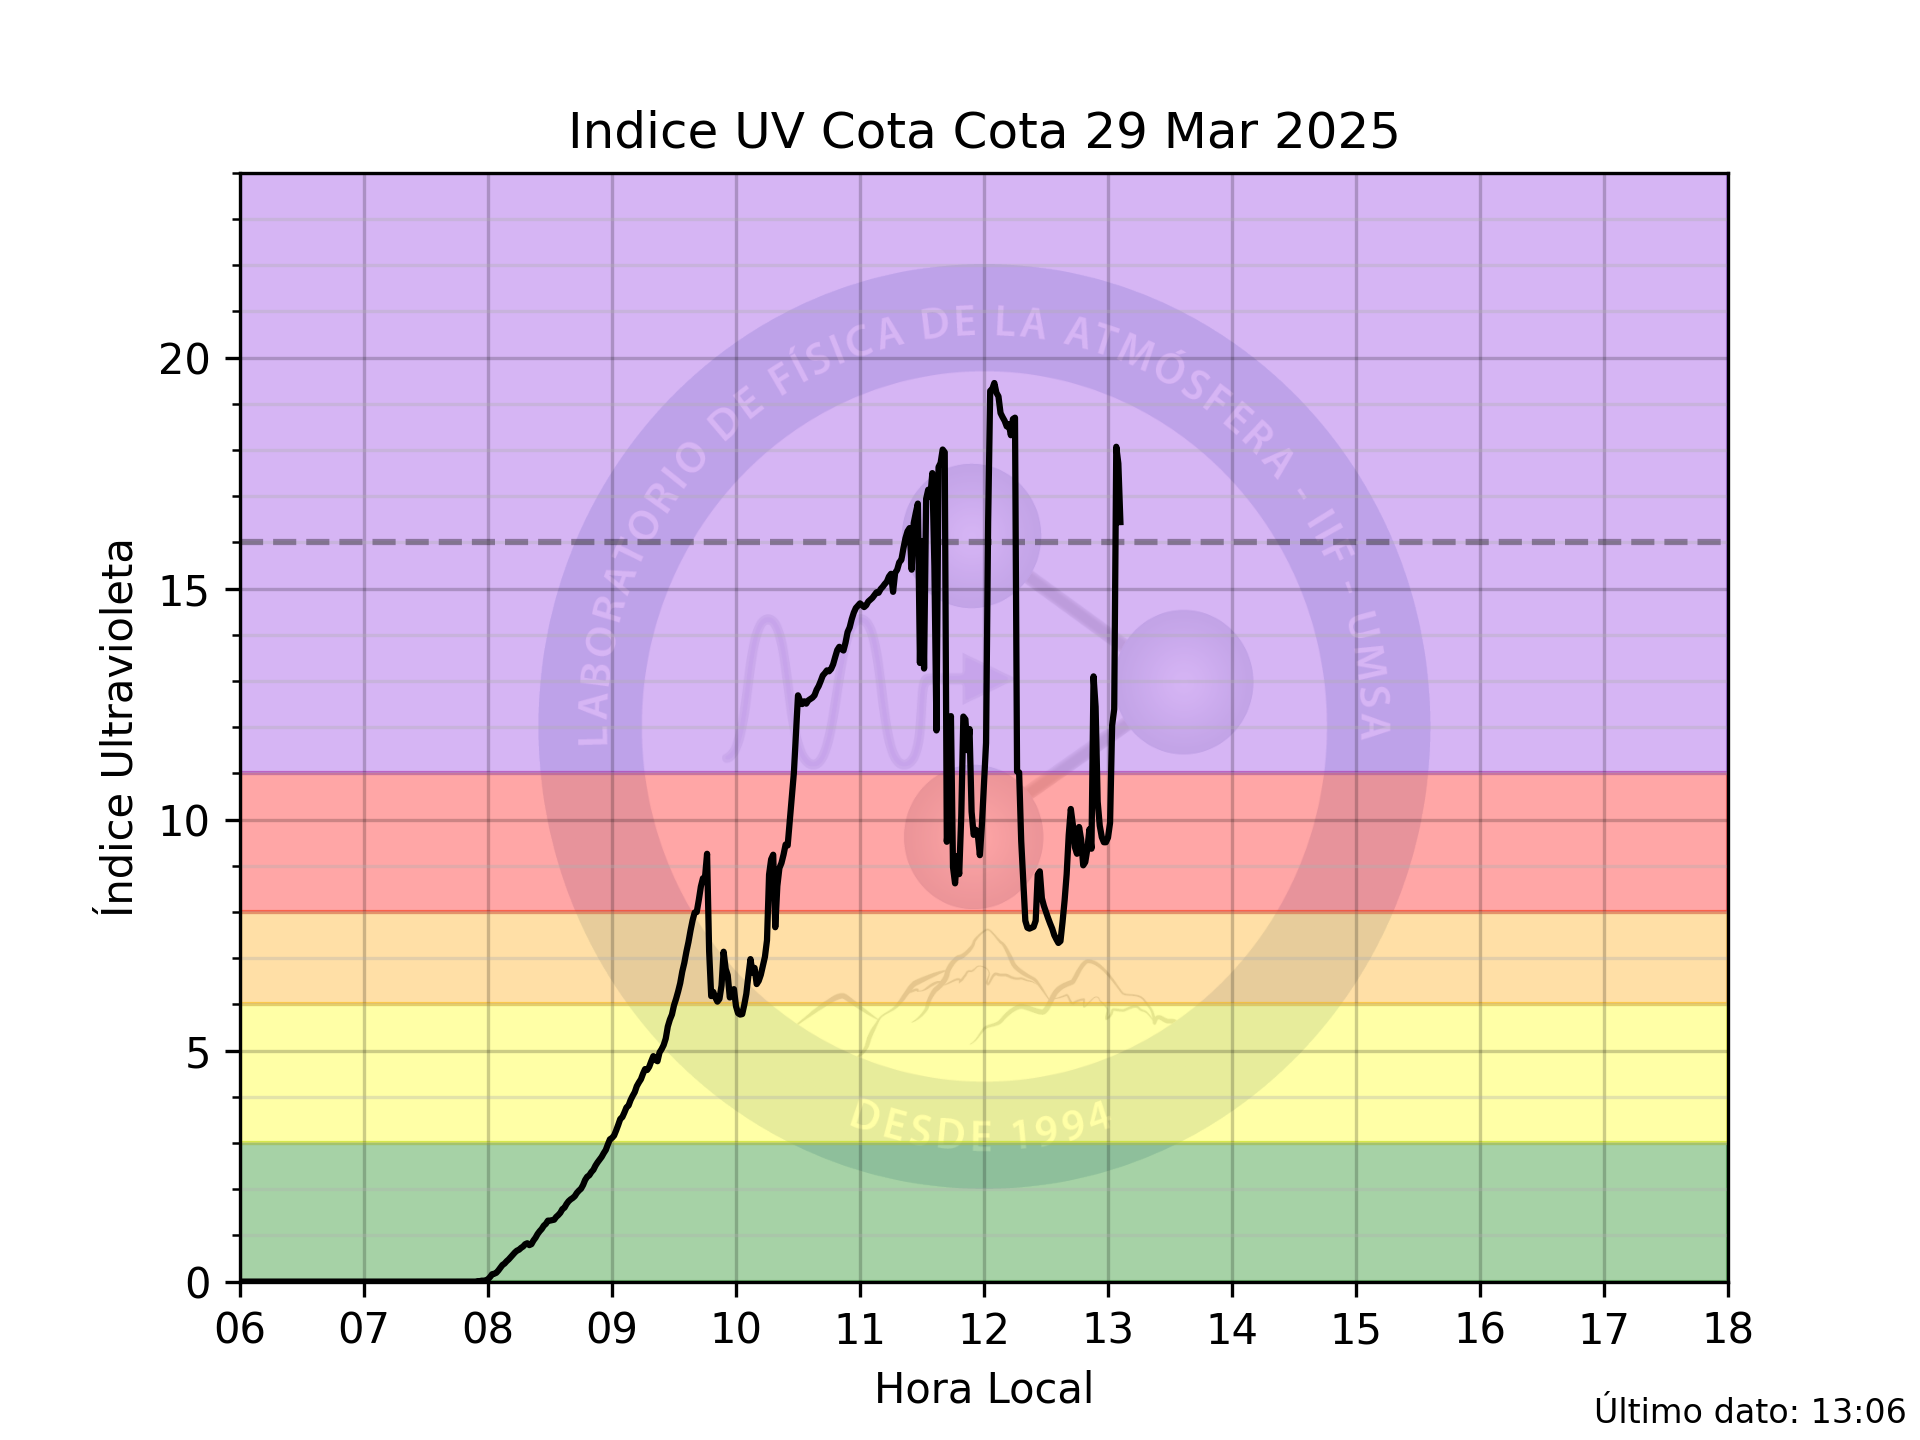 Indice UV Cota Cota 29 Mar 2025
Índice Ultravioleta
20
15
10
5
0
LABORATORIO DE FÍSICA DE LA ATMÓSFERA - IIF - UMSA
DESDE 1994
06 07 08 09 10 11 12 13 14 15 16 17 18
Hora Local
Último dato: 13:06